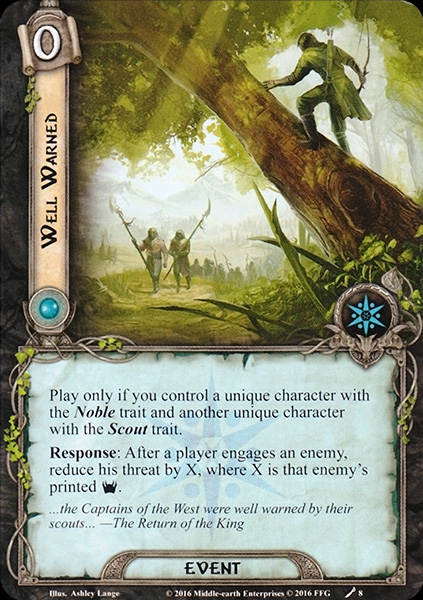 0
WELL WARNED
Play only if you control a unique character with
the Noble trait and another unique character
with the Scout trait.
Response: After a player engages an enemy,
reduce his threat by X, where X is that enemy's
printed .
...the Captains of the West were well warned by their
scouts... —The Return of the King
EVENT
Illus. Ashley Lange
© 2016 Middle-earth Enterprises © 2016 FFG
8